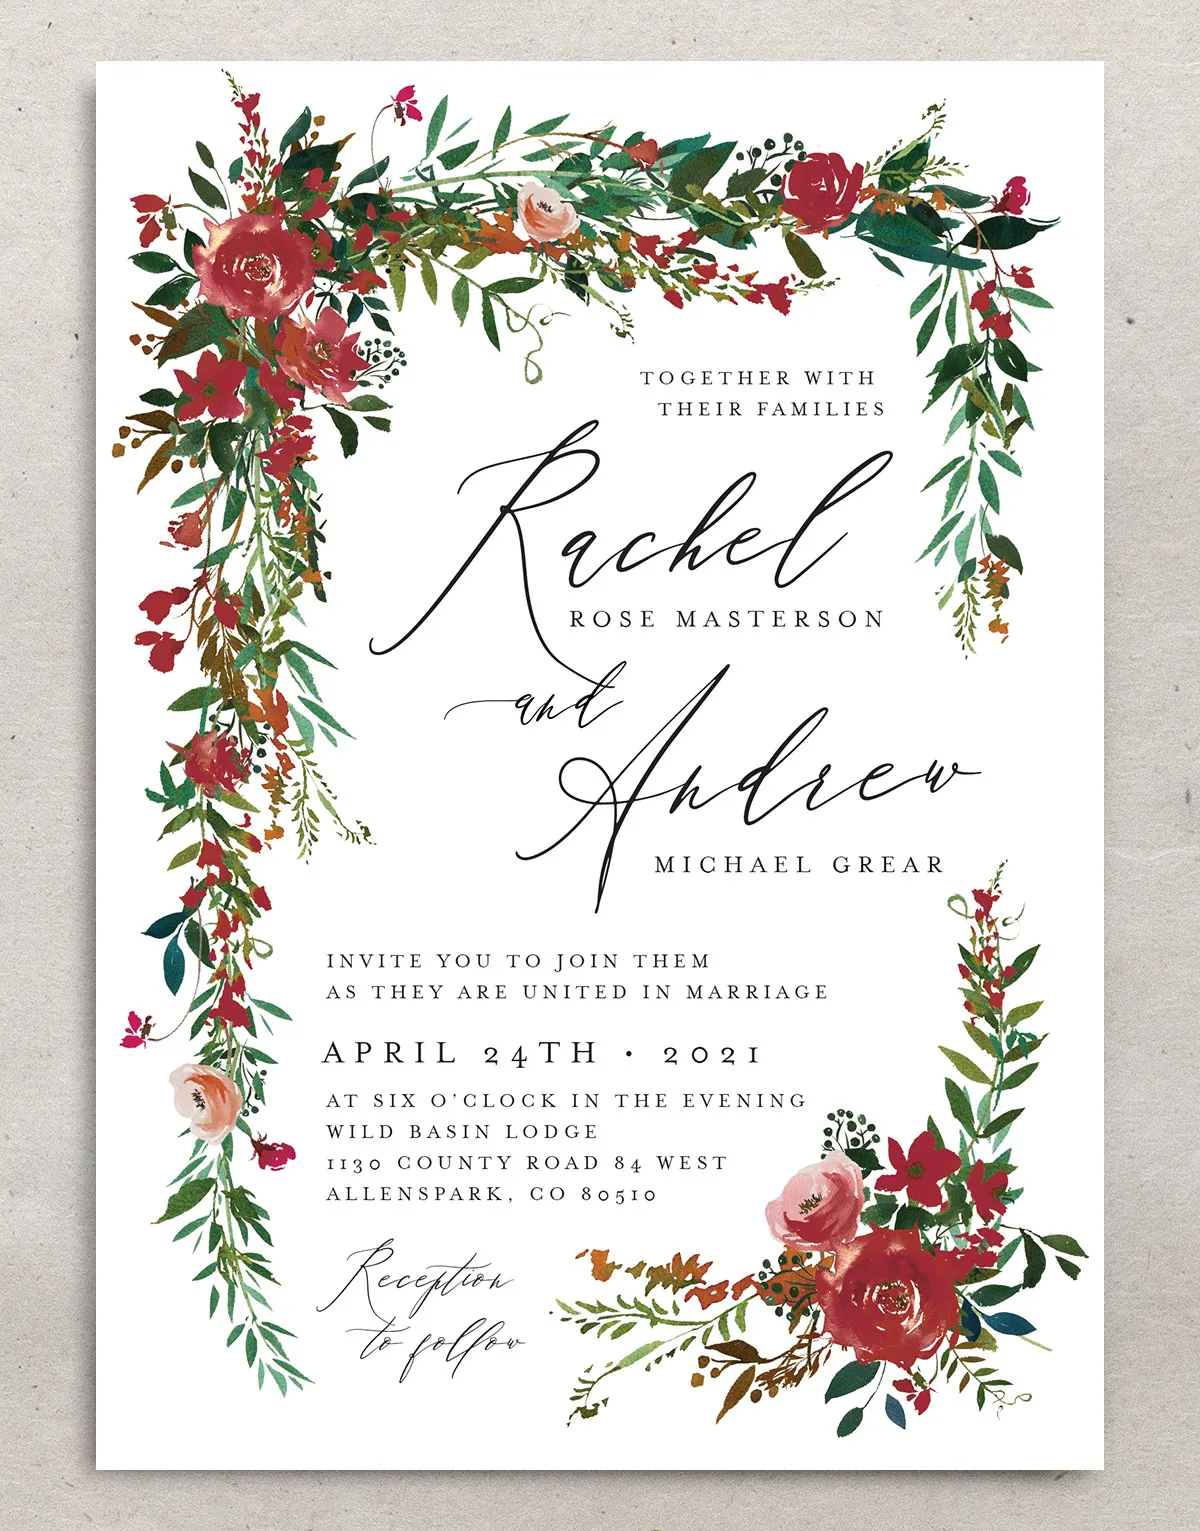 TOGETHER WITH
THEIR FAMILIES
Rachel
ROSE MASTERSON
and
Andrew
MICHAEL GREAR
INVITE YOU TO JOIN THEM
AS THEY ARE UNITED IN MARRIAGE
APRIL 24TH • 2021
AT SIX O'CLOCK IN THE EVENING
WILD BASIN LODGE
1130 COUNTY ROAD 84 WEST
ALLENSPARK, CO 80510
Reception
to follow